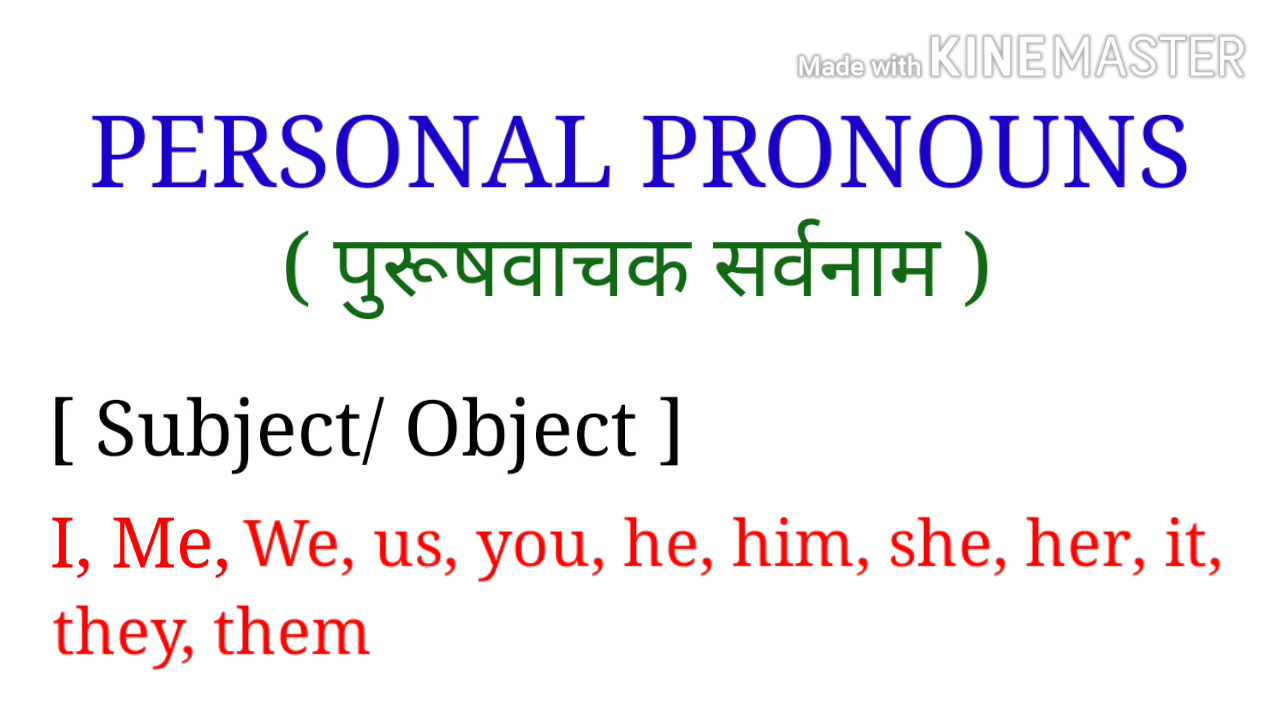 Made with KINEMASTER
PERSONAL PRONOUNS
( पुरूषवाचक सर्वनाम )
[ Subject/ Object ]
I, Me, We, us, you, he, him, she, her, it,
they, them